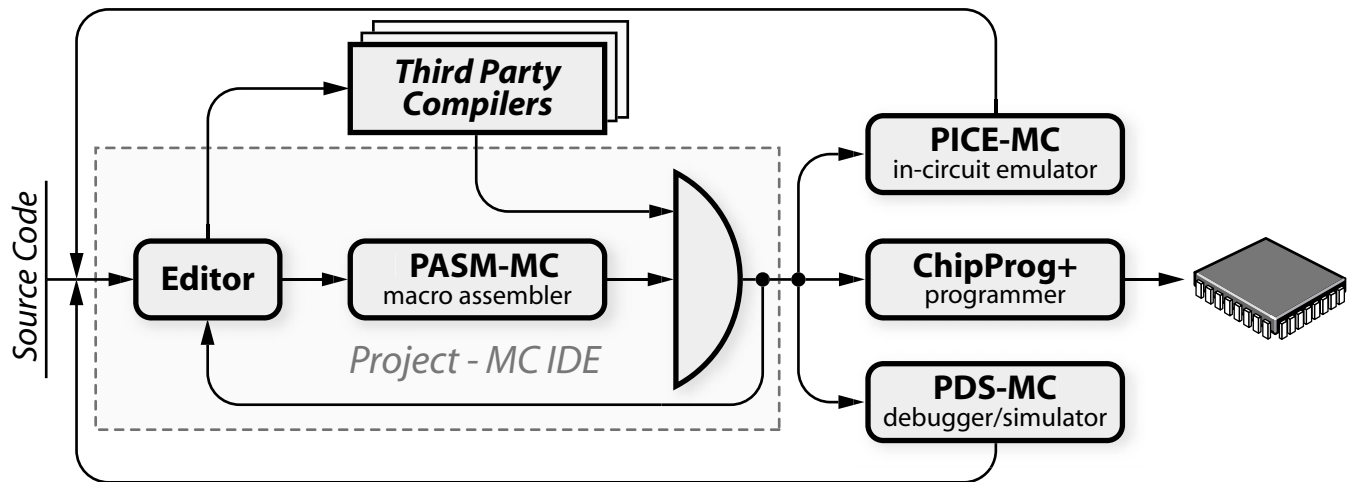 Third Party
Compilers
PICE-MC
in-circuit emulator
Source Code
Editor
PASM-MC
macro assembler
ChipProg+
programmer
Project - MC IDE
PDS-MC
debugger/simulator